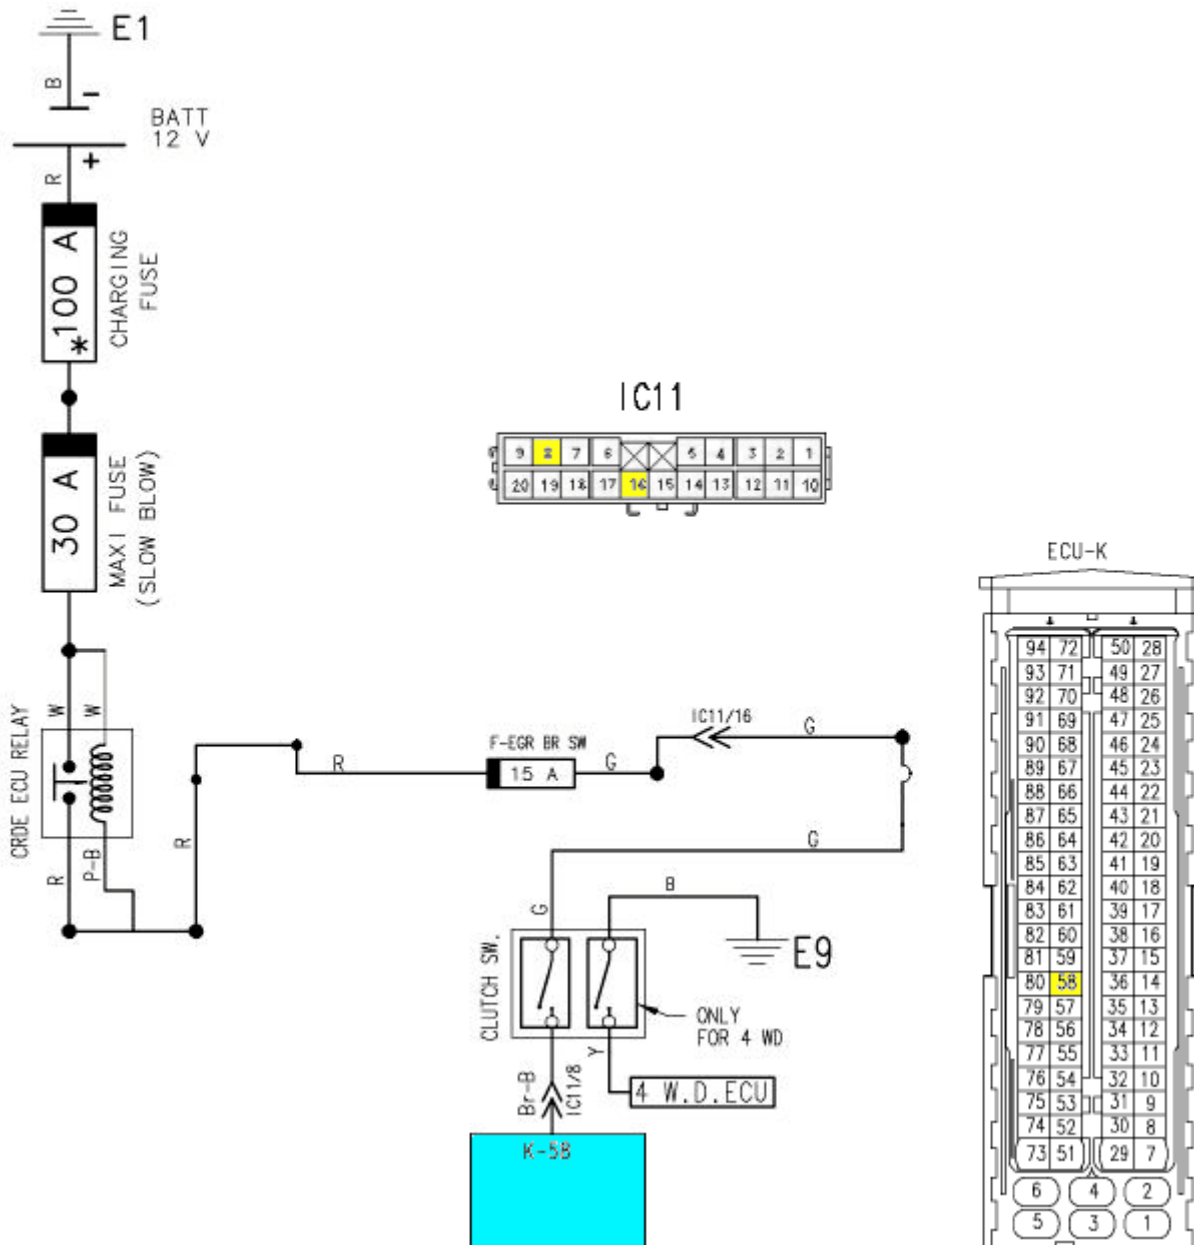 E1
B
-
BATT
12 V
+
R
*100 A
CHARGING
FUSE
30 A
MAXI FUSE
(SLOW BLOW)
IC11
9 8 7 6 5 4 3 2 1
20 19 18 17 16 15 14 13 12 11 10
W W
CRDE ECU RELAY
R P-B
R
R
F-EGR BR SW
15 A
G
IC11/16
G
G
G
B
E9
CLUTCH SW.
ONLY
FOR 4 WD
Y
4 W.D.ECU
Br-B
IC11/8
K-58
ECU-K
94 72 50 28
93 71 49 27
92 70 48 26
91 69 47 25
90 68 46 24
89 67 45 23
88 66 44 22
87 65 43 21
86 64 42 20
85 63 41 19
84 62 40 18
83 61 39 17
82 60 38 16
81 59 37 15
80 58 36 14
79 57 35 13
78 56 34 12
77 55 33 11
76 54 32 10
75 53 31 9
74 52 30 8
73 51 29 7
6 4 2
5 3 1